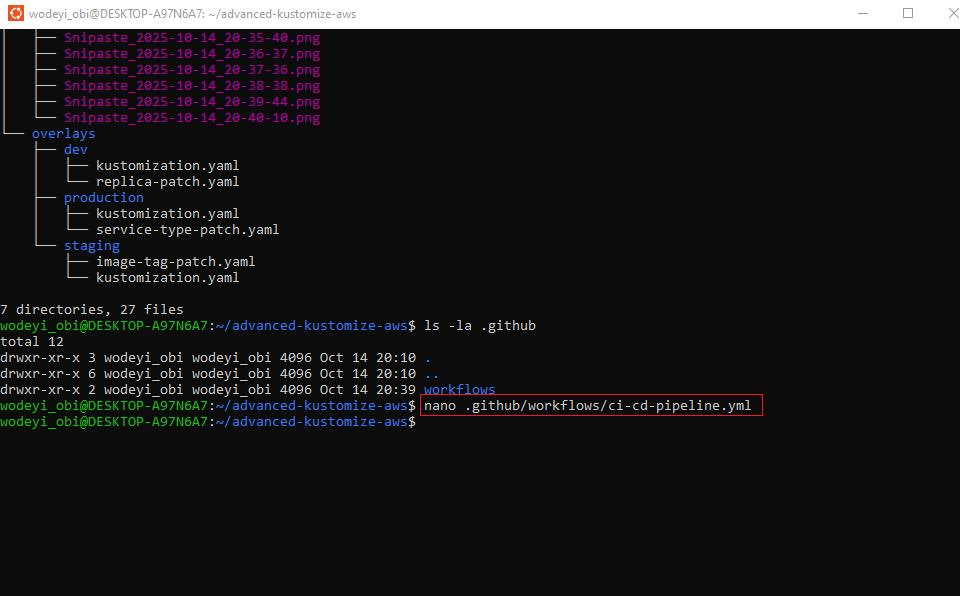 wodeyi_obi@DESKTOP-A97N6A7: ~/advanced-kustomize-aws
│   ├── Snipaste_2025-10-14_20-35-40.png
│   ├── Snipaste_2025-10-14_20-36-37.png
│   ├── Snipaste_2025-10-14_20-37-36.png
│   ├── Snipaste_2025-10-14_20-38-38.png
│   ├── Snipaste_2025-10-14_20-39-44.png
│   └── Snipaste_2025-10-14_20-40-10.png
└── overlays
    ├── dev
    │   ├── kustomization.yaml
    │   └── replica-patch.yaml
    ├── production
    │   ├── kustomization.yaml
    │   └── service-type-patch.yaml
    └── staging
        ├── image-tag-patch.yaml
        └── kustomization.yaml
7 directories, 27 files
wodeyi_obi@DESKTOP-A97N6A7:~/advanced-kustomize-aws$ ls -la .github
total 12
drwxr-xr-x 3 wodeyi_obi wodeyi_obi 4096 Oct 14 20:10 .
drwxr-xr-x 6 wodeyi_obi wodeyi_obi 4096 Oct 14 20:10 ..
drwxr-xr-x 2 wodeyi_obi wodeyi_obi 4096 Oct 14 20:39 workflows
wodeyi_obi@DESKTOP-A97N6A7:~/advanced-kustomize-aws$ nano .github/workflows/ci-cd-pipeline.yml
wodeyi_obi@DESKTOP-A97N6A7:~/advanced-kustomize-aws$